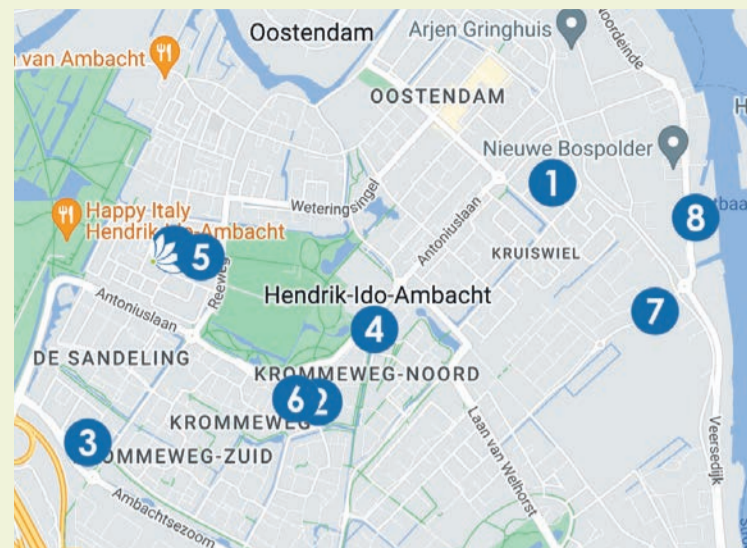 Oostendam
Arjen Gringhuis
Noordeinde
van Ambacht
OOSTENDAM
Nieuwe Bospolder
1
Weteringsingel
Happy Italy
Hendrik-Ido-Ambacht
Antoniuslaan
8
5
KRUISWIEL
Reeweg
Hendrik-Ido-Ambacht
Antoniuslaan
7
4
DE SANDELING
KROMMEWEG-NOORD
6
2
KROMMEWEG
3
KROMMEWEG-ZUID
Laan van Welhorst
Veersedijk
Ambachtsezoom